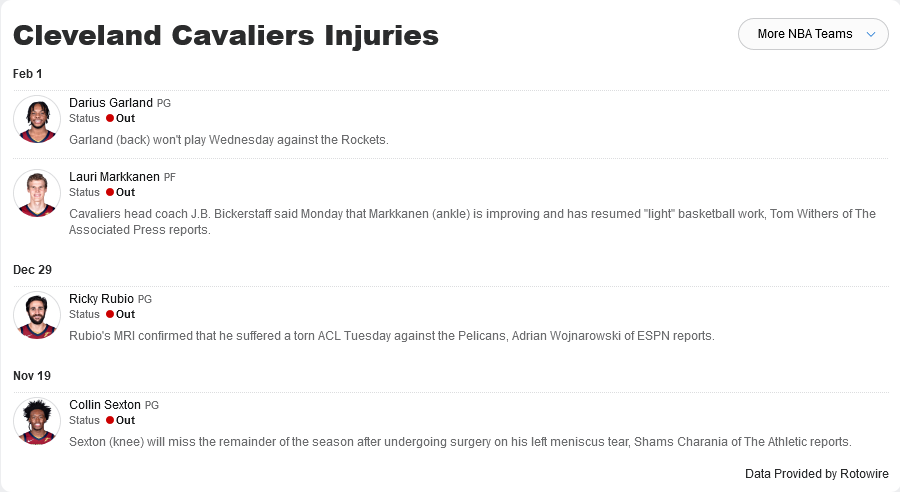 Cleveland Cavaliers Injuries
More NBA Teams
Feb 1
Darius Garland PG
Status Out
Garland (back) won't play Wednesday against the Rockets.
Lauri Markkanen PF
Status Out
Cavaliers head coach J.B. Bickerstaff said Monday that Markkanen (ankle) is improving and has resumed "light" basketball work, Tom Withers of The
Associated Press reports.
Dec 29
Ricky Rubio PG
Status Out
Rubio's MRI confirmed that he suffered a torn ACL Tuesday against the Pelicans, Adrian Wojnarowski of ESPN reports.
Nov 19
Collin Sexton PG
Status Out
Sexton (knee) will miss the remainder of the season after undergoing surgery on his left meniscus tear, Shams Charania of The Athletic reports.
Data Provided by Rotowire